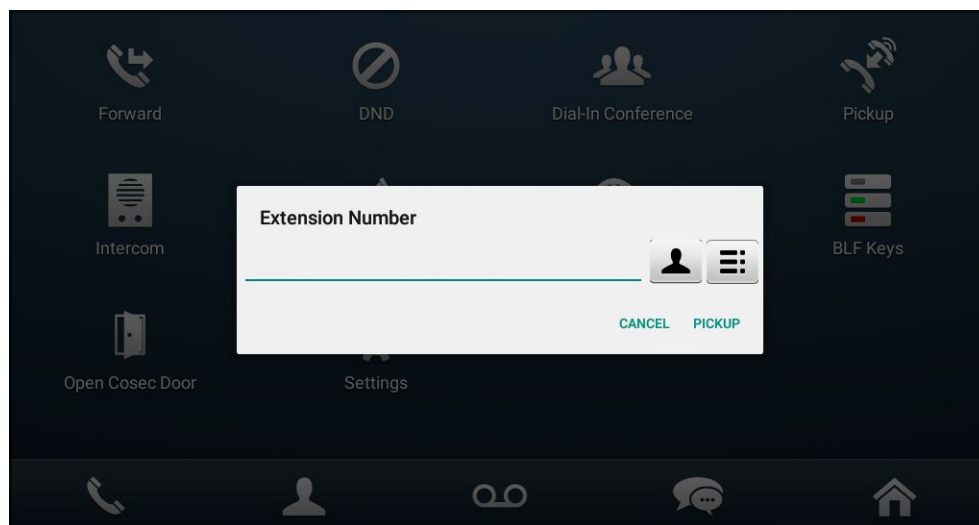 Forward
DND
Dial-In Conference
Pickup
Intercom
BLF Keys
Extension Number
CANCEL PICKUP
Open Cosec Door
Settings